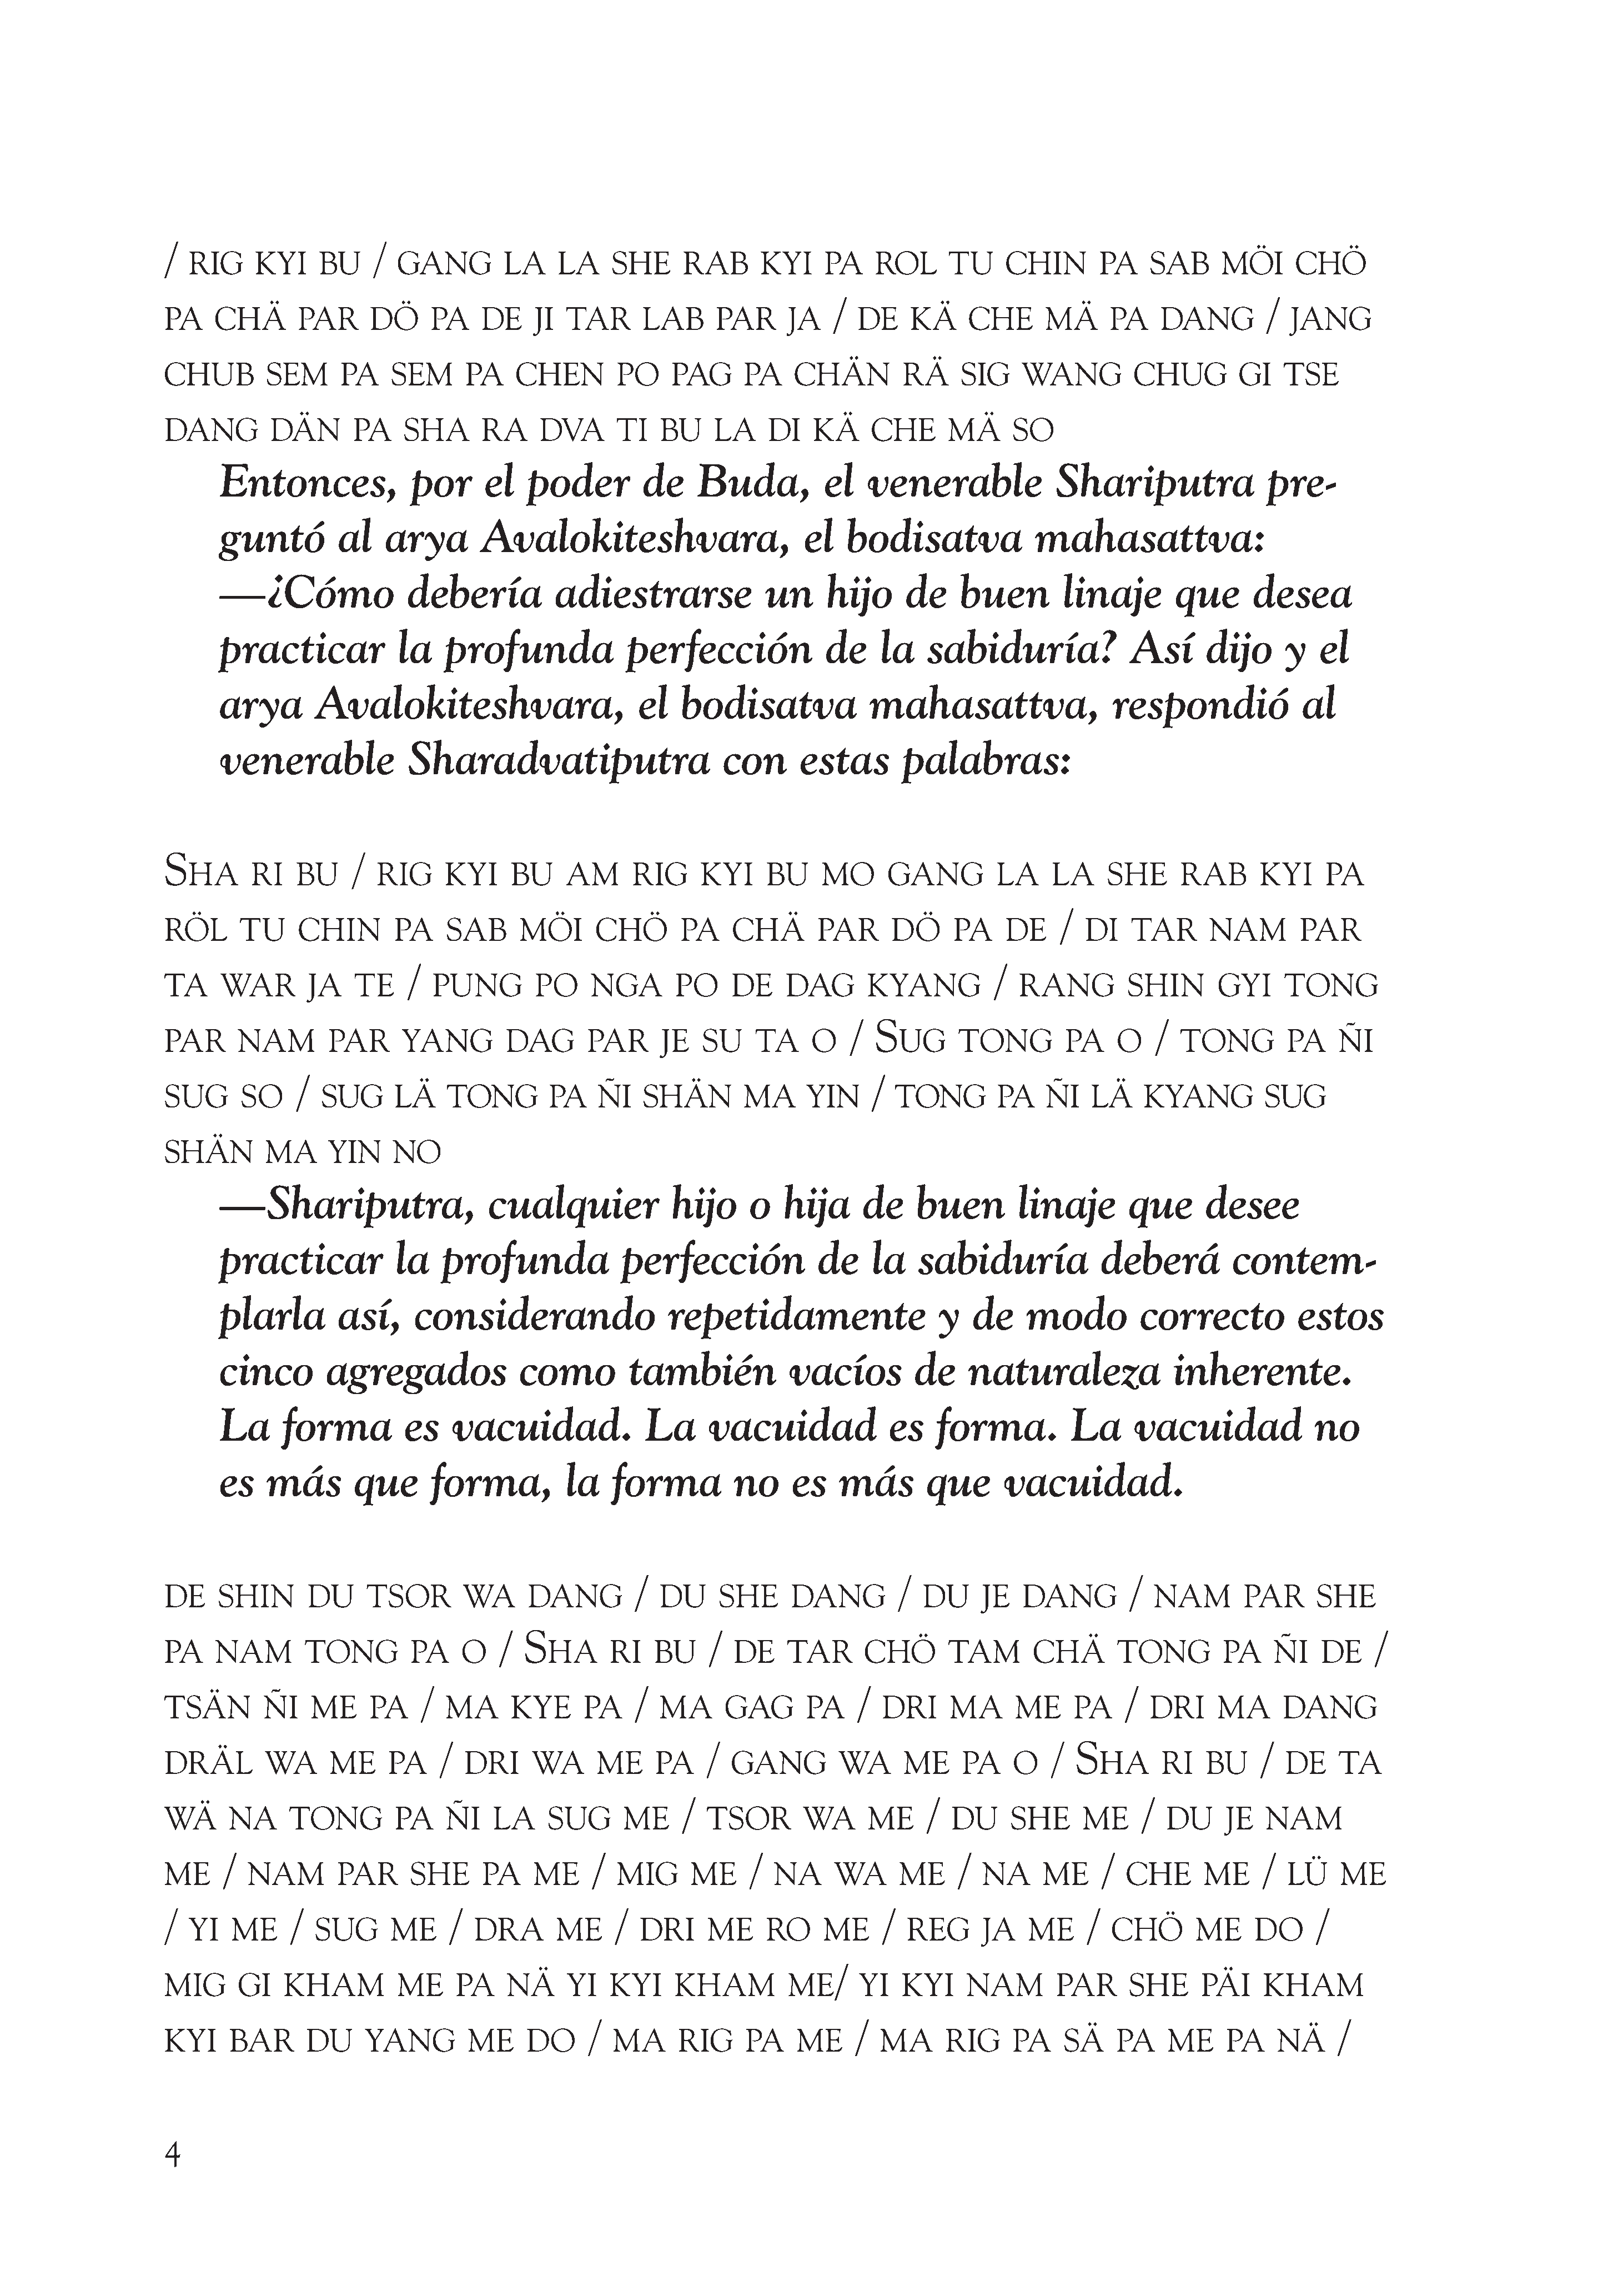 / RIG KYI BU / GANG LA LA SHE RAB KYI PA ROL TU CHIN PA SAB MÖI CHÖ
PA CHÄ PAR DÖ PA DE JI TAR LAB PAR JA / DE KÄ CHE MÄ PA DANG / JANG
CHUB SEM PA SEM PA CHEN PO PAG PA CHÄN RÄ SIG WANG CHUG GI TSE
DANG DÄN PA SHA RA DVA TI BU LA DI KÄ CHE MÄ SO
Entonces, por el poder de Buda, el venerable Shariputra pre-
guntó al arya Avalokiteshvara, el bodisatva mahasattva:
—¿Cómo debería adiestrarse un hijo de buen linaje que desea
practicar la profunda perfección de la sabiduría? Así dijo y el
arya Avalokiteshvara, el bodisatva mahasattva, respondió al
venerable Sharadvatiputra con estas palabras:
SHA RI BU / RIG KYI BU AM RIG KYI BU MO GANG LA LA SHE RAB KYI PA
RÖL TU CHIN PA SAB MÖI CHÖ PA CHÄ PAR DÖ PA DE / DI TAR NAM PAR
TA WAR JA TE / PUNG PO NGA PO DE DAG KYANG / RANG SHIN GYI TONG
PAR NAM PAR YANG DAG PAR JE SU TA O / SUG TONG PA O / TONG PA ÑI
SUG SO / SUG LÄ TONG PA ÑI SHÄN MA YIN / TONG PA ÑI LÄ KYANG SUG
SHÄN MA YIN NO
—Shariputra, cualquier hijo o hija de buen linaje que desee
practicar la profunda perfección de la sabiduría deberá contem-
plarla así, considerando repetidamente y de modo correcto estos
cinco agregados como también vacíos de naturaleza inherente.
La forma es vacuidad. La vacuidad es forma. La vacuidad no
es más que forma, la forma no es más que vacuidad.
DE SHIN DU TSOR WA DANG / DU SHE DANG / DU JE DANG / NAM PAR SHE
PA NAM TONG PA O / SHA RI BU / DE TAR CHÖ TAM CHÄ TONG PA ÑI DE /
TSÄN ÑI ME PA / MA KYE PA / MA GAG PA / DRI MA ME PA / DRI MA DANG
DRÄL WA ME PA / DRI WA ME PA / GANG WA ME PA O / SHA RI BU / DE TA
WÄ NA TONG PA ÑI LA SUG ME / TSOR WA ME / DU SHE ME / DU JE NAM
ME / NAM PAR SHE PA ME / MIG ME / NA WA ME / NA ME / CHE ME / LÜ ME
/ YI ME / SUG ME / DRA ME / DRI ME RO ME / REG JA ME / CHÖ ME DO /
MIG GI KHAM ME PA NÄ YI KYI KHAM ME/ YI KYI NAM PAR SHE PÄI KHAM
KYI BAR DU YANG ME DO / MA RIG PA ME / MA RIG PA SÄ PA ME PA NÄ /
4